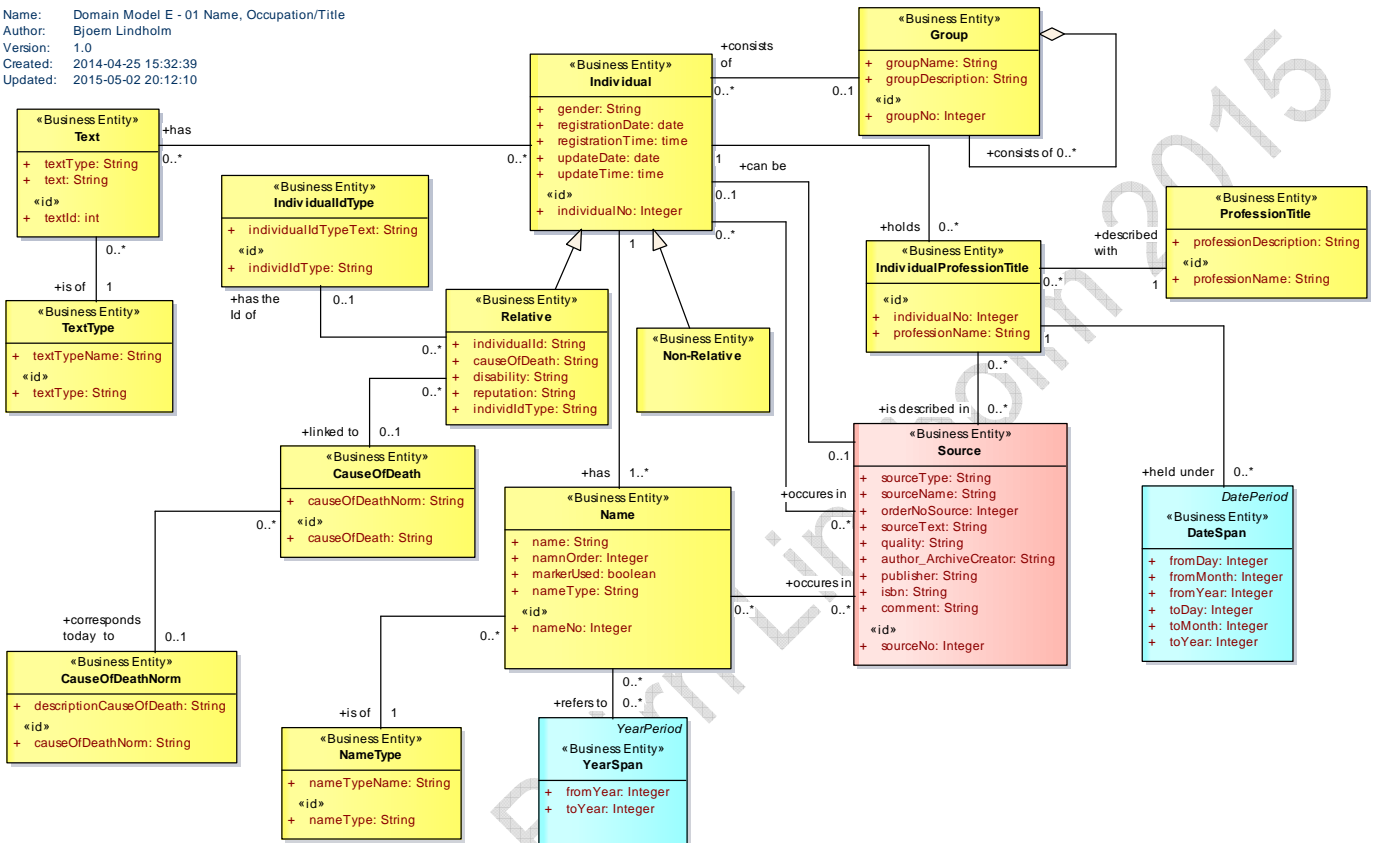 Name: Domain Model E - 01 Name, Occupation/Title
Author: Bjoern Lindholm
Version: 1.0
Created: 2014-04-25 15:32:39
Updated: 2015-05-02 20:12:10
«Business Entity»
Group
+ groupName: String
+ groupDescription: String
«id»
+ groupNo: Integer
+consists of 0..*
+consists
of
0..*
0..1
«Business Entity»
Individual
+ gender: String
+ registrationDate: date
+ registrationTime: time
+ updateDate: date
+ updateTime: time
«id»
+ individualNo: Integer
«Business Entity»
Text
+ textType: String
+ text: String
«id»
+ textId: int
+has
0..*
0..*
0..*
+is of 1
«Business Entity»
TextType
+ textTypeName: String
«id»
+ textType: String
«Business Entity»
IndividualIdType
+ individualIdTypeText: String
«id»
+ individIdType: String
+has the
Id of
0..1
0..*
«Business Entity»
Relative
+ individualId: String
+ causeOfDeath: String
+ disability: String
+ reputation: String
+ individIdType: String
0..*
«Business Entity»
Non-Relative
1
+can be
0..1
0..*
1
+holds 0..*
«Business Entity»
IndividualProfessionTitle
«id»
+ individualNo: Integer
+ professionName: String
+described
with
0..*
1
«Business Entity»
ProfessionTitle
+ professionDescription: String
«id»
+ professionName: String
1
0..*
+is described in 0..*
+linked to 0..1
«Business Entity»
CauseOfDeath
+ causeOfDeathNorm: String
«id»
+ causeOfDeath: String
0..*
+corresponds
today to
0..1
«Business Entity»
CauseOfDeathNorm
+ descriptionCauseOfDeath: String
«id»
+ causeOfDeathNorm: String
+has 1..*
«Business Entity»
Name
+ name: String
+ namnOrder: Integer
+ markerUsed: boolean
+ nameType: String
«id»
+ nameNo: Integer
0..*
+is of 1
«Business Entity»
NameType
+ nameTypeName: String
«id»
+ nameType: String
0..*
+refers to 0..*
YearPeriod
«Business Entity»
YearSpan
+ fromYear: Integer
+ toYear: Integer
0..1
+occures in
0..*
+occures in
0..*
0..*
«Business Entity»
Source
+ sourceType: String
+ sourceName: String
+ orderNoSource: Integer
+ sourceText: String
+ quality: String
+ author_ArchiveCreator: String
+ publisher: String
+ isbn: String
+ comment: String
«id»
+ sourceNo: Integer
+held under 0..*
DatePeriod
«Business Entity»
DateSpan
+ fromDay: Integer
+ fromMonth: Integer
+ fromYear: Integer
+ toDay: Integer
+ toMonth: Integer
+ toYear: Integer
2015